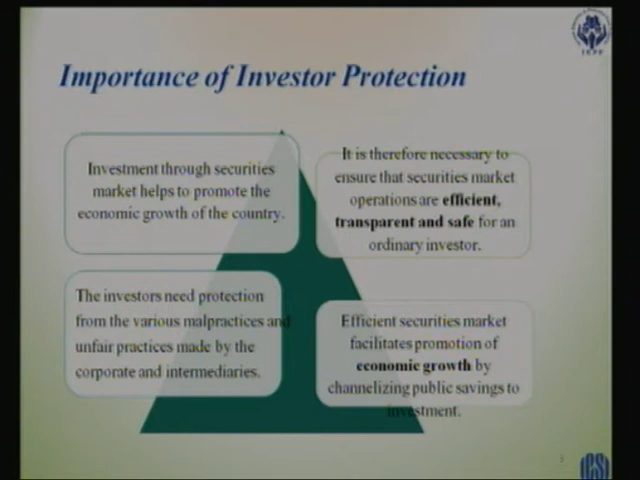 Importance of Investor Protection
Investment through securities
market helps to promote the
economic growth of the country.
It is therefore necessary to
ensure that securities market
operations are efficient,
transparent and safe for an
ordinary investor.
The investors need protection
from the various malpractices and
unfair practices made by the
corporate and intermediaries.
Efficient securities market
facilitates promotion of
economic growth by
channelizing public savings to
investment.
IEPF
ICSI